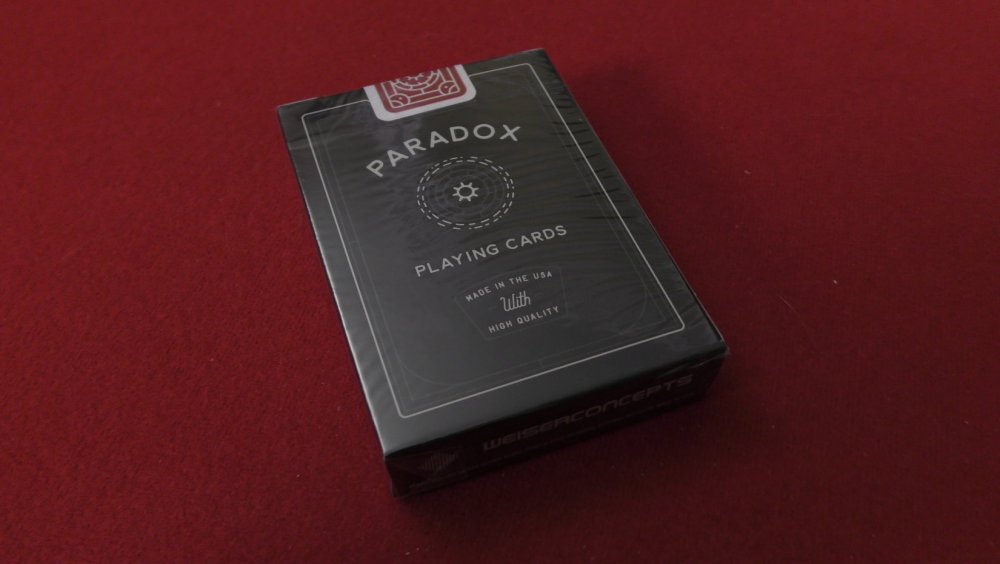 PARADOX
PLAYING CARDS
MADE IN THE USA
With
HIGH QUALITY
WEISERCONCEPTS